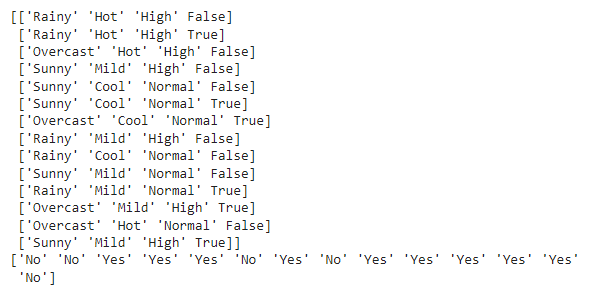 [['Rainy' 'Hot' 'High' False]
['Rainy' 'Hot' 'High' True]
['Overcast' 'Hot' 'High' False]
['Sunny' 'Mild' 'High' False]
['Sunny' 'Cool' 'Normal' False]
['Sunny' 'Cool' 'Normal' True]
['Overcast' 'Cool' 'Normal' True]
['Rainy' 'Mild' 'High' False]
['Rainy' 'Cool' 'Normal' False]
['Sunny' 'Mild' 'Normal' False]
['Rainy' 'Mild' 'Normal' True]
['Overcast' 'Mild' 'High' True]
['Overcast' 'Hot' 'Normal' False]
['Sunny' 'Mild' 'High' True]]
['No' 'No' 'Yes' 'Yes' 'Yes' 'No' 'Yes' 'No' 'Yes' 'Yes' 'Yes' 'Yes' 'Yes'
'No']